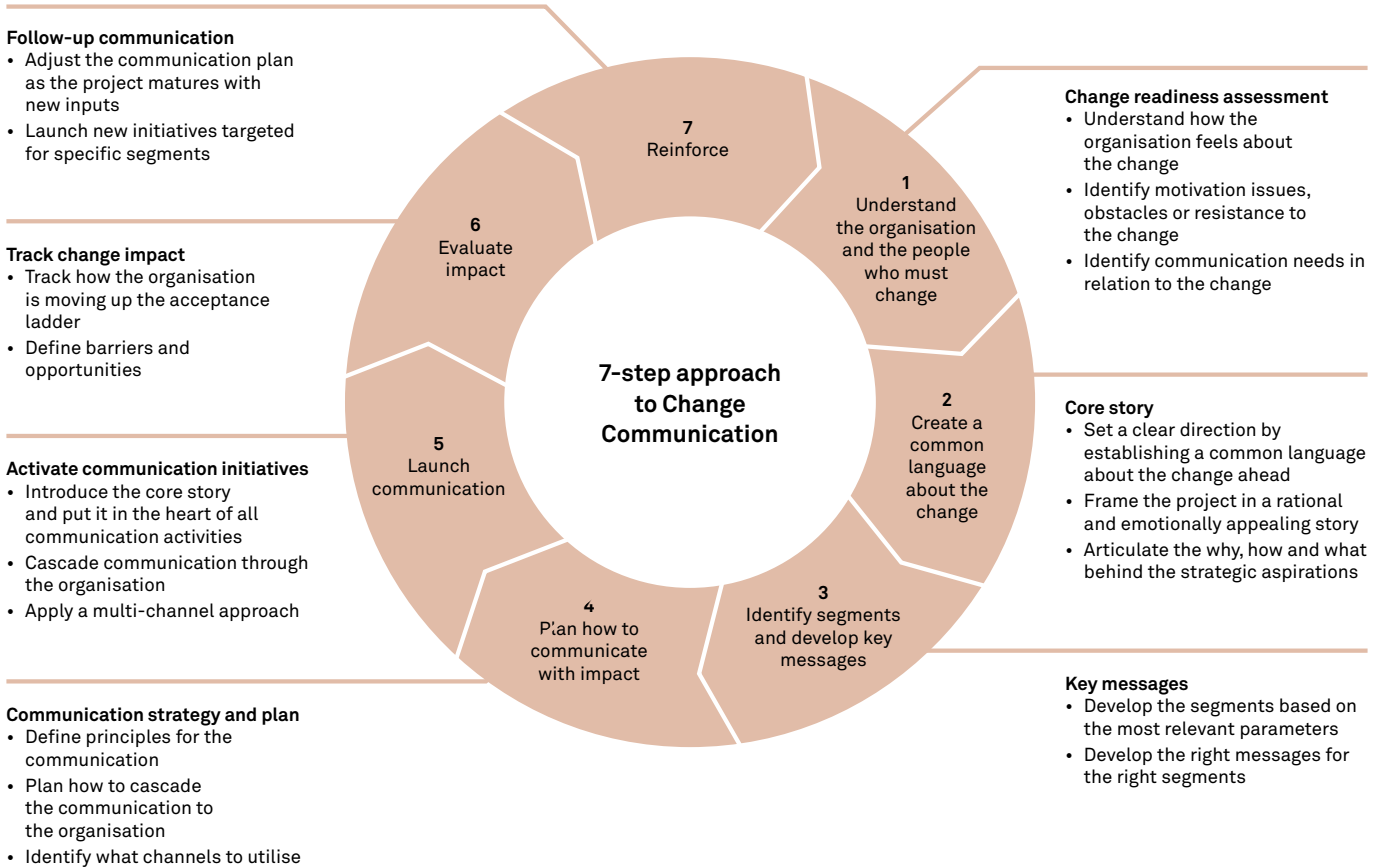 7-step approach
to Change
Communication
1
Understand
the organisation
and the people
who must
change
Change readiness assessment
• Understand how the
organisation feels about
the change
• Identify motivation issues,
obstacles or resistance to
the change
• Identify communication needs in
relation to the change
2
Create a
common
language
about the
change
Core story
• Set a clear direction by
establishing a common language
about the change ahead
• Frame the project in a rational
and emotionally appealing story
• Articulate the why, how and what
behind the strategic aspirations
3
Identify segments
and develop key
messages
Key messages
• Develop the segments based on
the most relevant parameters
• Develop the right messages for
the right segments
4
Plan how to
communicate
with impact
Communication strategy and plan
• Define principles for the
communication
• Plan how to cascade
the communication to
the organisation
• Identify what channels to utilise
5
Launch
communication
Activate communication initiatives
• Introduce the core story
and put it in the heart of all
communication activities
• Cascade communication through
the organisation
• Apply a multi-channel approach
6
Evaluate
impact
Track change impact
• Track how the organisation
is moving up the acceptance
ladder
• Define barriers and
opportunities
7
Reinforce
Follow-up communication
• Adjust the communication plan
as the project matures with
new inputs
• Launch new initiatives targeted
for specific segments